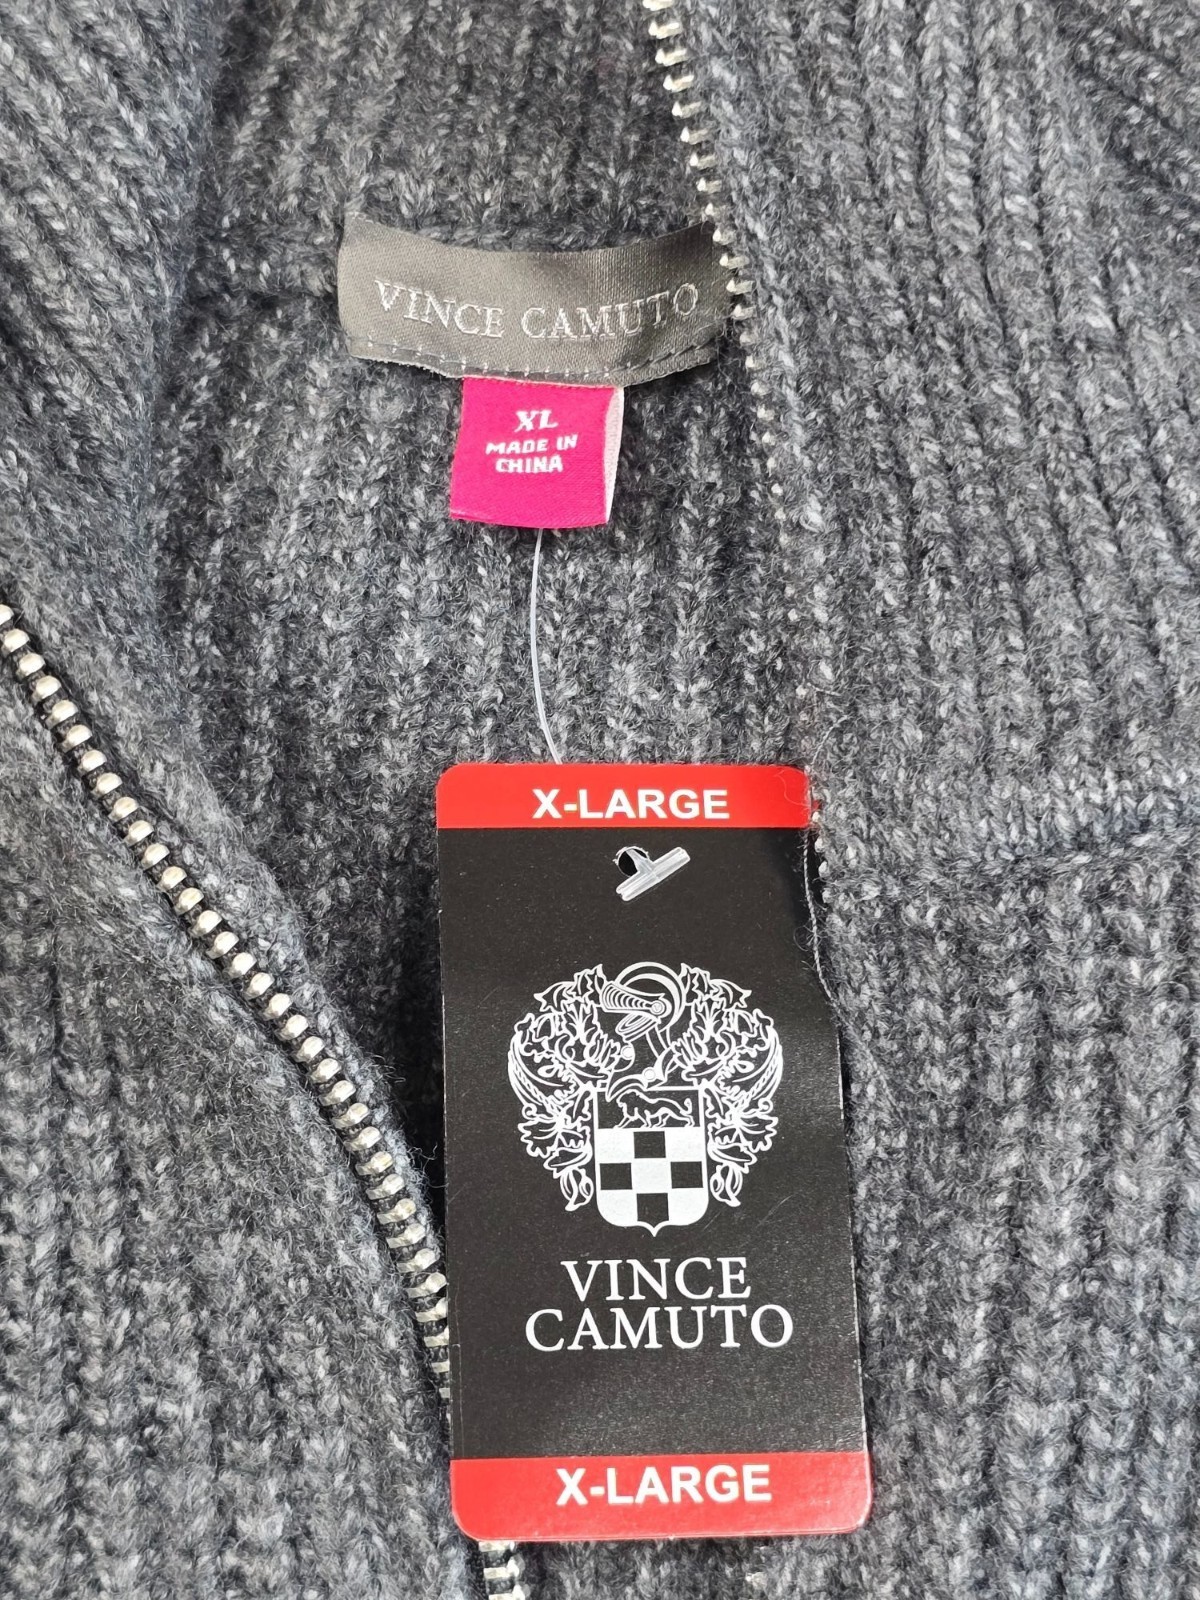 VINCE CAMUTO
XL
MADE IN
CHINA
X-LARGE
VINCE
CAMUTO
X-LARGE